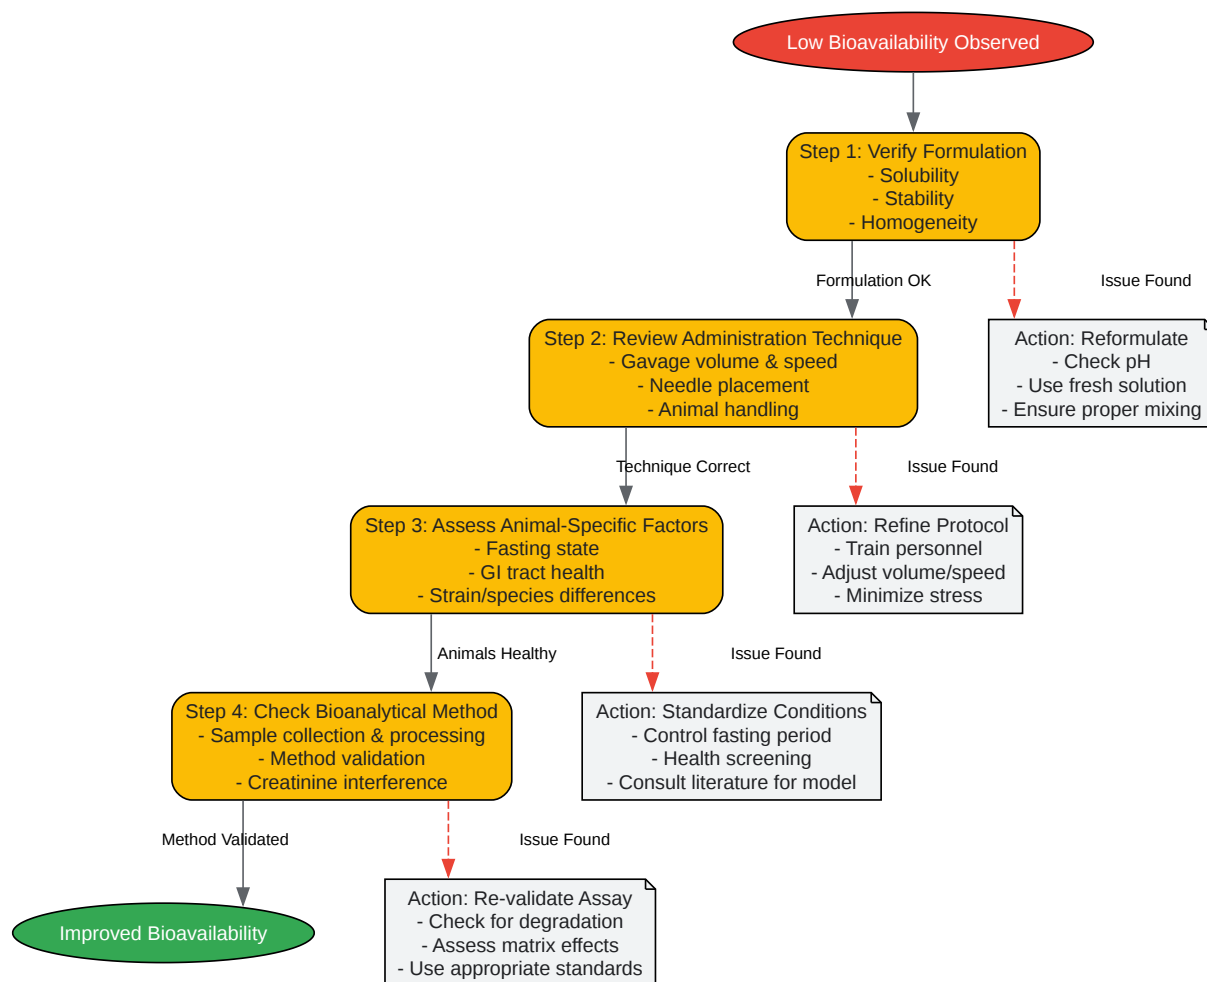 Low Bioavailability Observed
Step 1: Verify Formulation
- Solubility
- Stability
- Homogeneity
Formulation OK
Issue Found
Step 2: Review Administration Technique
- Gavage volume & speed
- Needle placement
- Animal handling
Action: Reformulate
- Check pH
- Use fresh solution
- Ensure proper mixing
Technique Correct
Issue Found
Step 3: Assess Animal-Specific Factors
- Fasting state
- GI tract health
- Strain/species differences
Action: Refine Protocol
- Train personnel
- Adjust volume/speed
- Minimize stress
Animals Healthy
Issue Found
Step 4: Check Bioanalytical Method
- Sample collection & processing
- Method validation
- Creatinine interference
Action: Standardize Conditions
- Control fasting period
- Health screening
- Consult literature for model
Method Validated
Issue Found
Improved Bioavailability
Action: Re-validate Assay
- Check for degradation
- Assess matrix effects
- Use appropriate standards